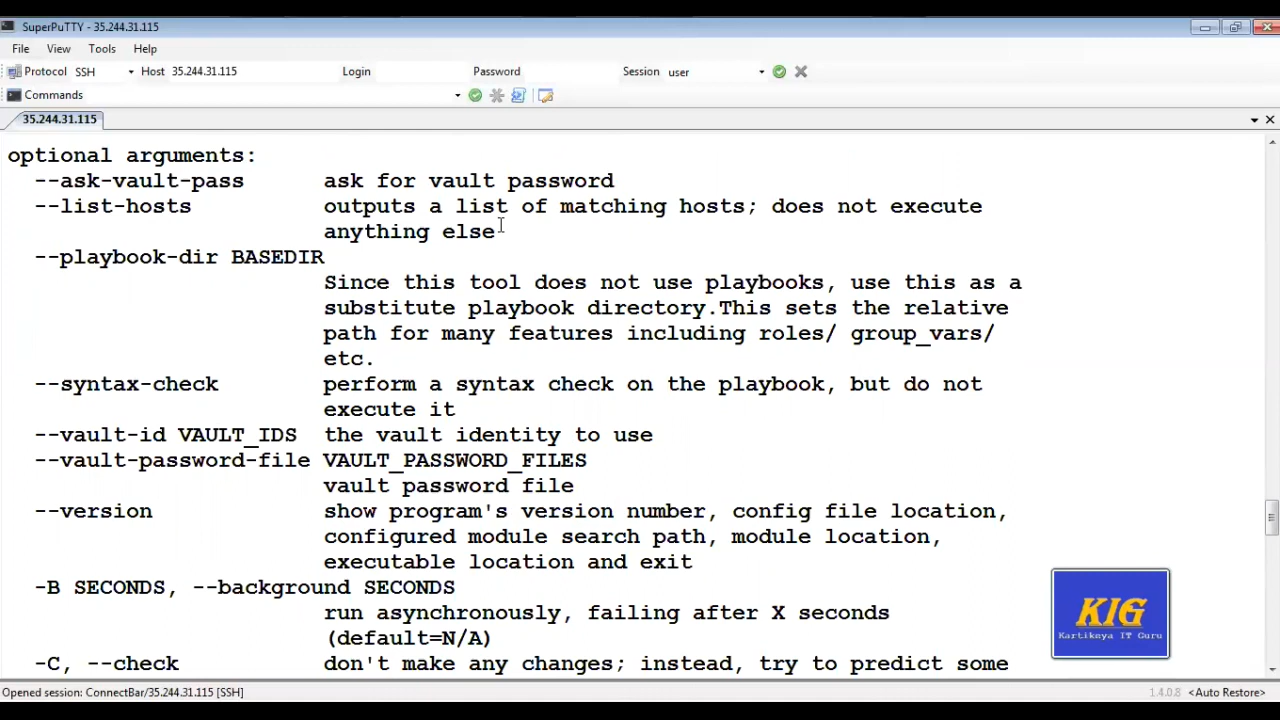 SuperPuTTY - 35.244.31.115
File View Tools Help
Protocol SSH Host 35.244.31.115 Login Password Session user
Commands
35.244.31.115
optional arguments:
--ask-vault-pass ask for vault password
--list-hosts outputs a list of matching hosts; does not execute
anything else
--playbook-dir BASEDIR
Since this tool does not use playbooks, use this as a
substitute playbook directory.This sets the relative
path for many features including roles/ group_vars/
etc.
--syntax-check perform a syntax check on the playbook, but do not
execute it
--vault-id VAULT_IDS the vault identity to use
--vault-password-file VAULT_PASSWORD_FILES
vault password file
--version show program's version number, config file location,
configured module search path, module location,
executable location and exit
-B SECONDS, --background SECONDS
run asynchronously, failing after X seconds
(default=N/A)
-C, --check don't make any changes; instead, try to predict some
KIG
Kartikeya IT Guru
Opened session: ConnectBar/35.244.31.115 [SSH] 1.4.0.8 <Auto Restore>